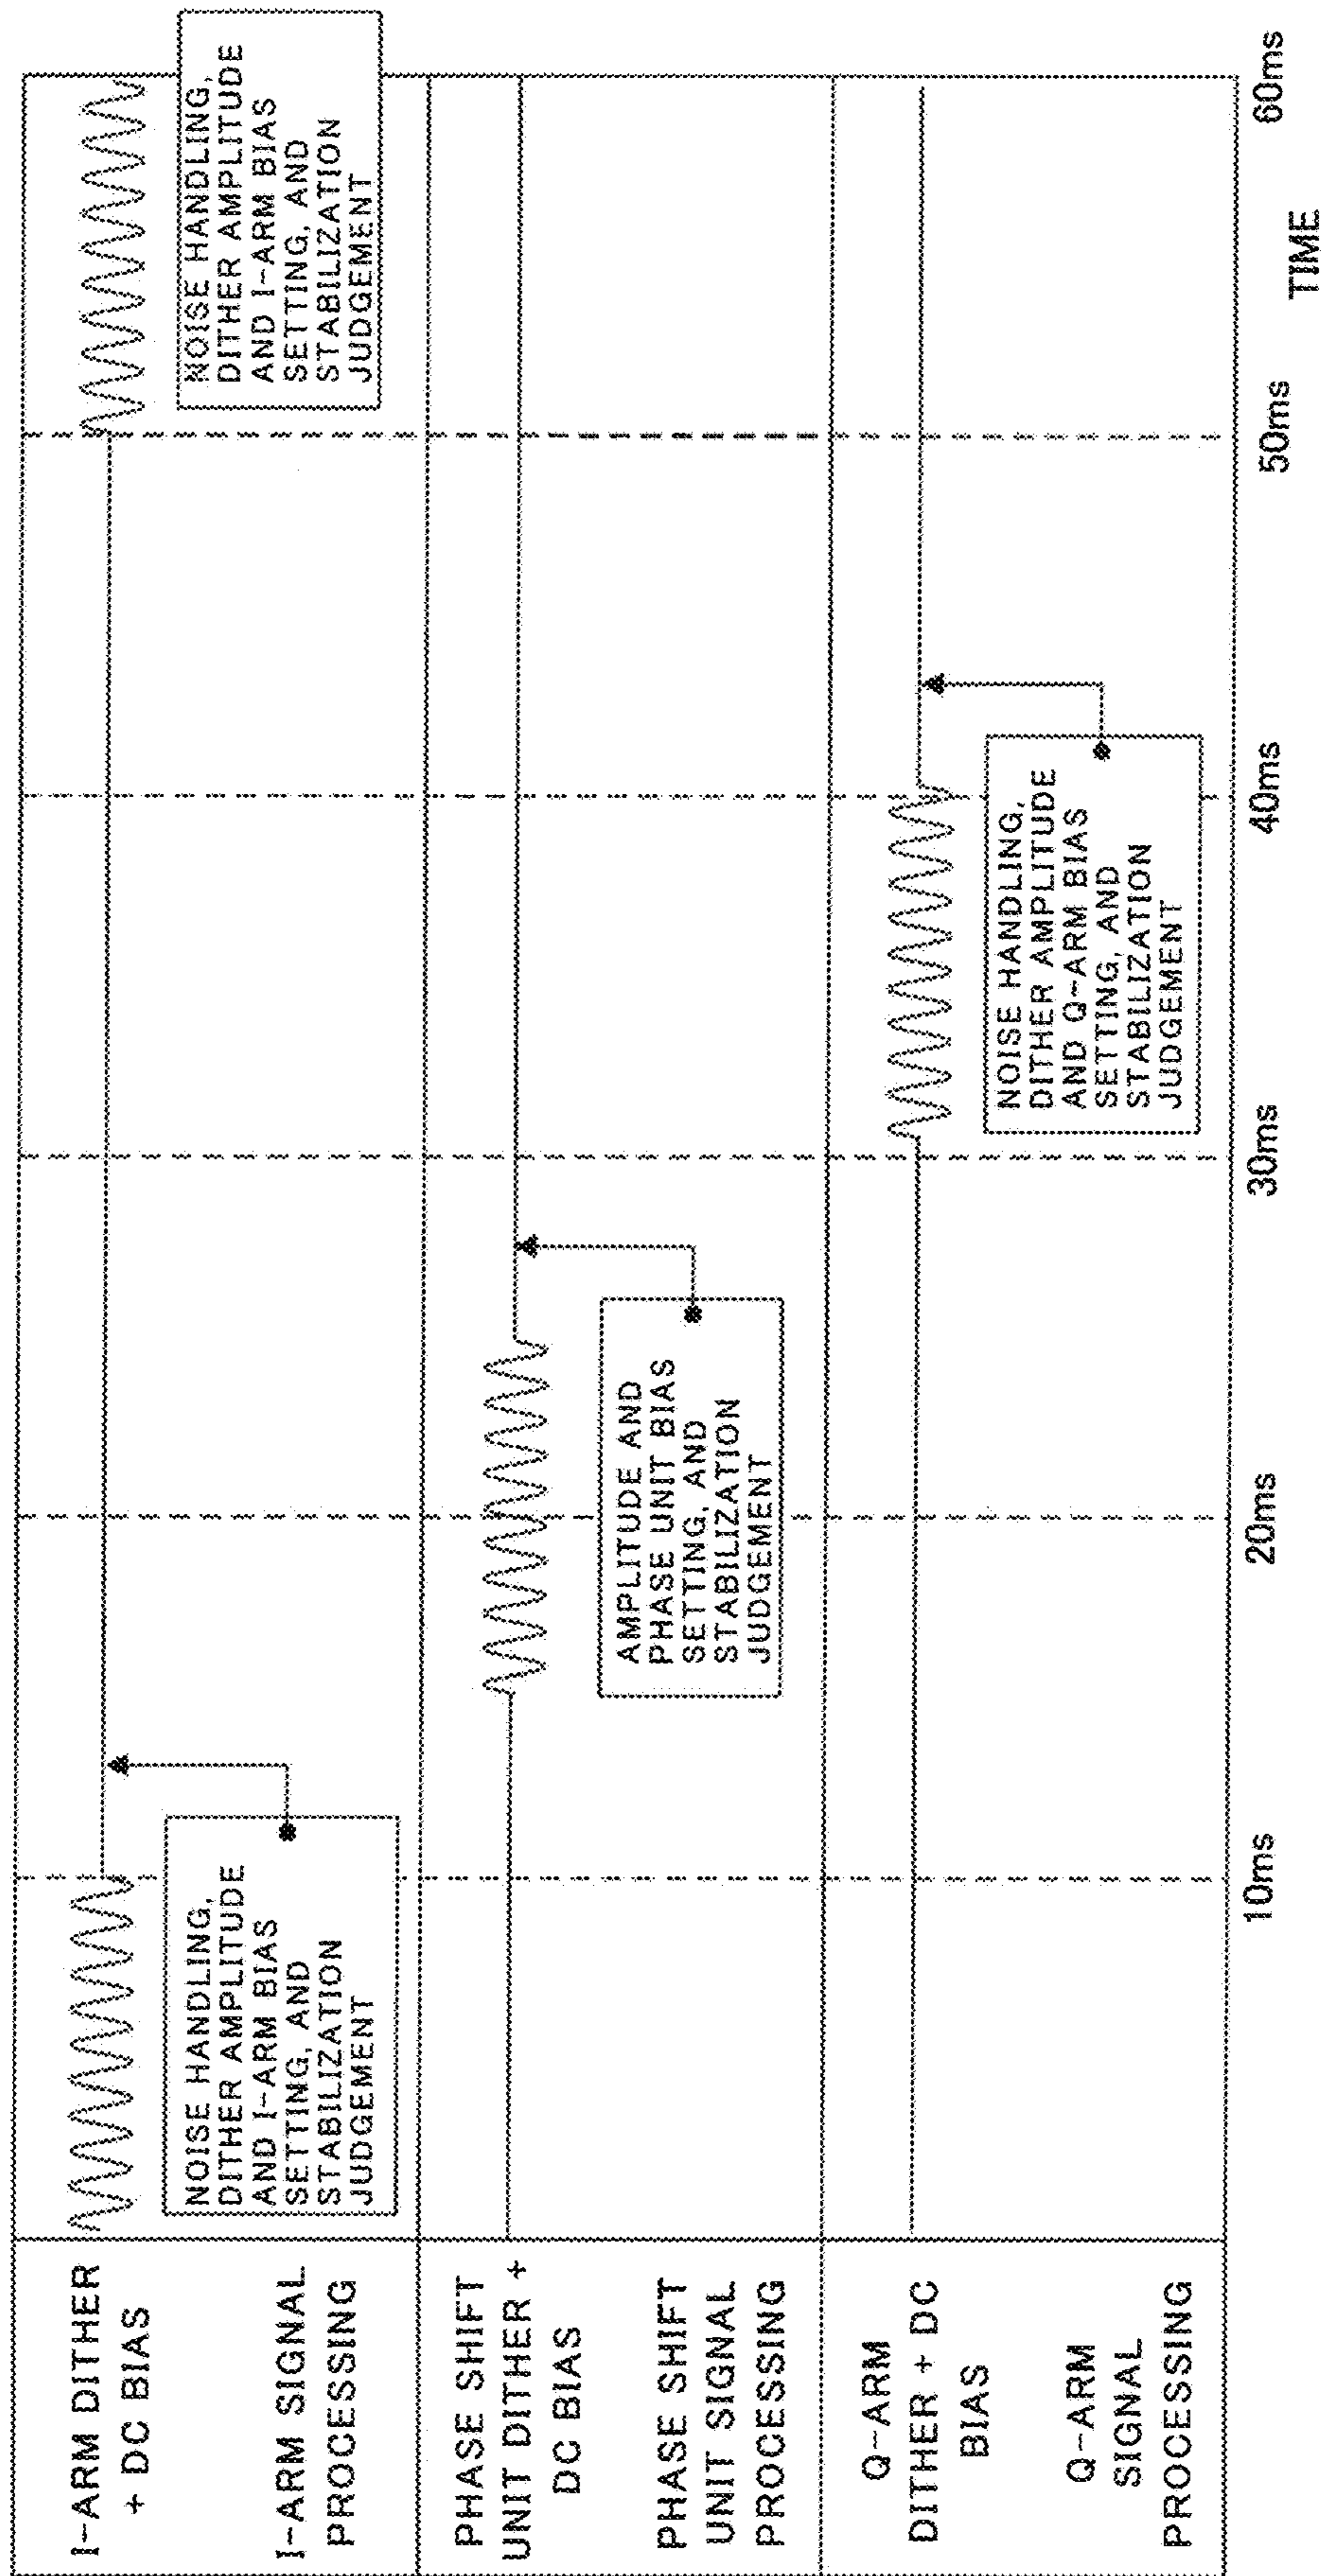 I-ARM DITHER
+ DC BIAS
I-ARM SIGNAL
PROCESSING
NOISE HANDLING,
DITHER AMPLITUDE
AND I-ARM BIAS
SETTING, AND
STABILIZATION
JUDGEMENT
NOISE HANDLING,
DITHER AMPLITUDE
AND I-ARM BIAS
SETTING, AND
STABILIZATION
JUDGEMENT
PHASE SHIFT
UNIT DITHER +
DC BIAS
PHASE SHIFT
UNIT SIGNAL
PROCESSING
AMPLITUDE AND
PHASE UNIT BIAS
SETTING, AND
STABILIZATION
JUDGEMENT
Q-ARM
DITHER + DC
BIAS
Q-ARM
SIGNAL
PROCESSING
NOISE HANDLING,
DITHER AMPLITUDE
AND Q-ARM BIAS
SETTING, AND
STABILIZATION
JUDGEMENT
10ms
20ms
30ms
40ms
50ms
60ms
TIME